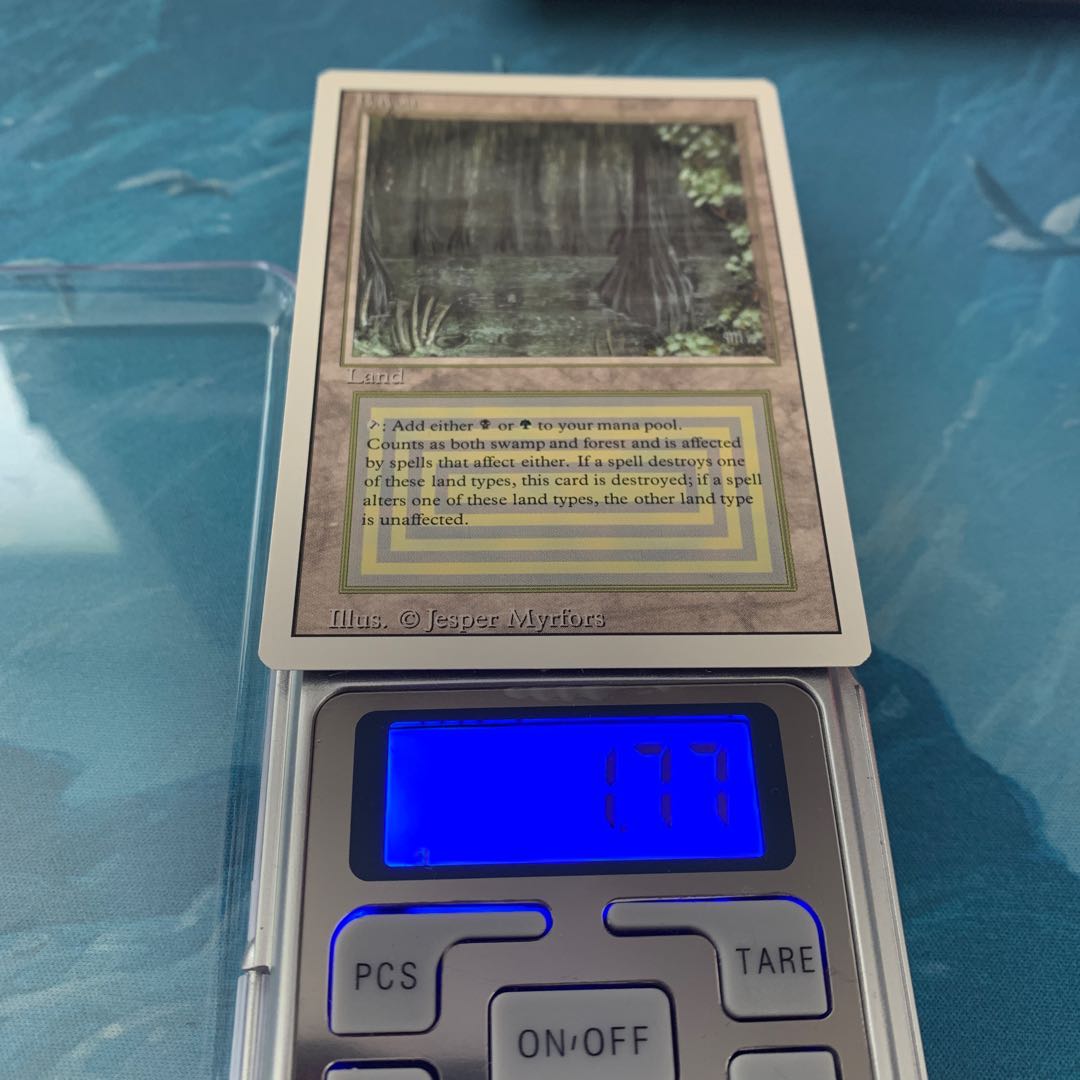 Land
: Add either or to your mana pool.
Counts as both swamp and forest and is affected
by spells that affect either. If a spell destroys one
of these land types, this card is destroyed; if a spell
alters one of these land types, the other land type
is unaffected.
Illus. © Jesper Myrfors
1.77
PCS
TARE
ON/OFF